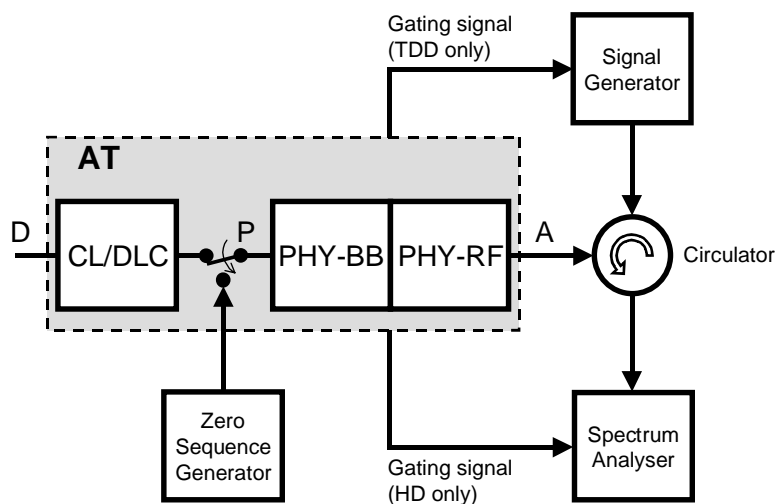 Gating signal
(TDD only)
Signal
Generator
AT
D
CL/DLC
P
PHY-BB
PHY-RF
A
Circulator
Zero
Sequence
Generator
Gating signal
(HD only)
Spectrum
Analyser